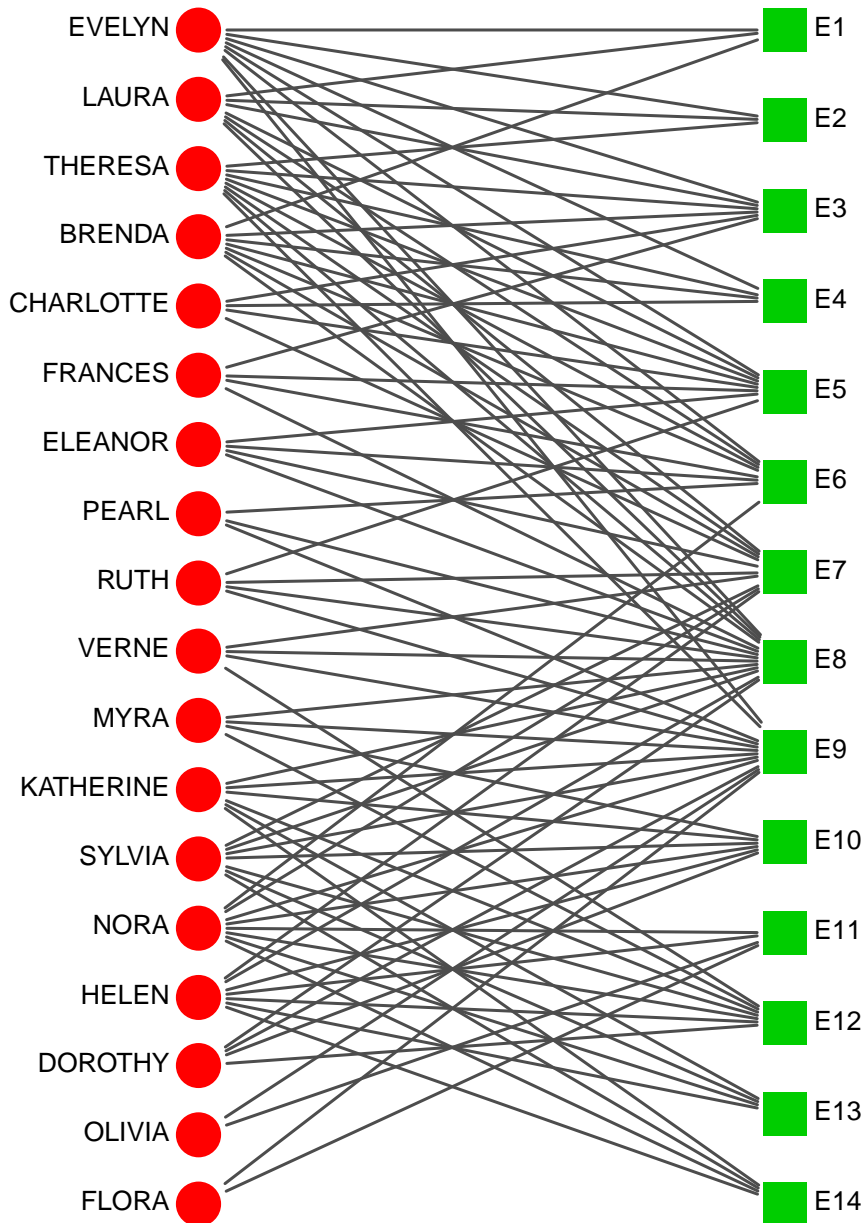 EVELYN
E1
LAURA
E2
THERESA
E3
BRENDA
E4
CHARLOTTE
FRANCES
E5
ELEANOR
E6
PEARL
E7
RUTH
VERNE
E8
MYRA
E9
KATHERINE
E10
SYLVIA
NORA
E11
HELEN
E12
DOROTHY
E13
OLIVIA
FLORA
E14